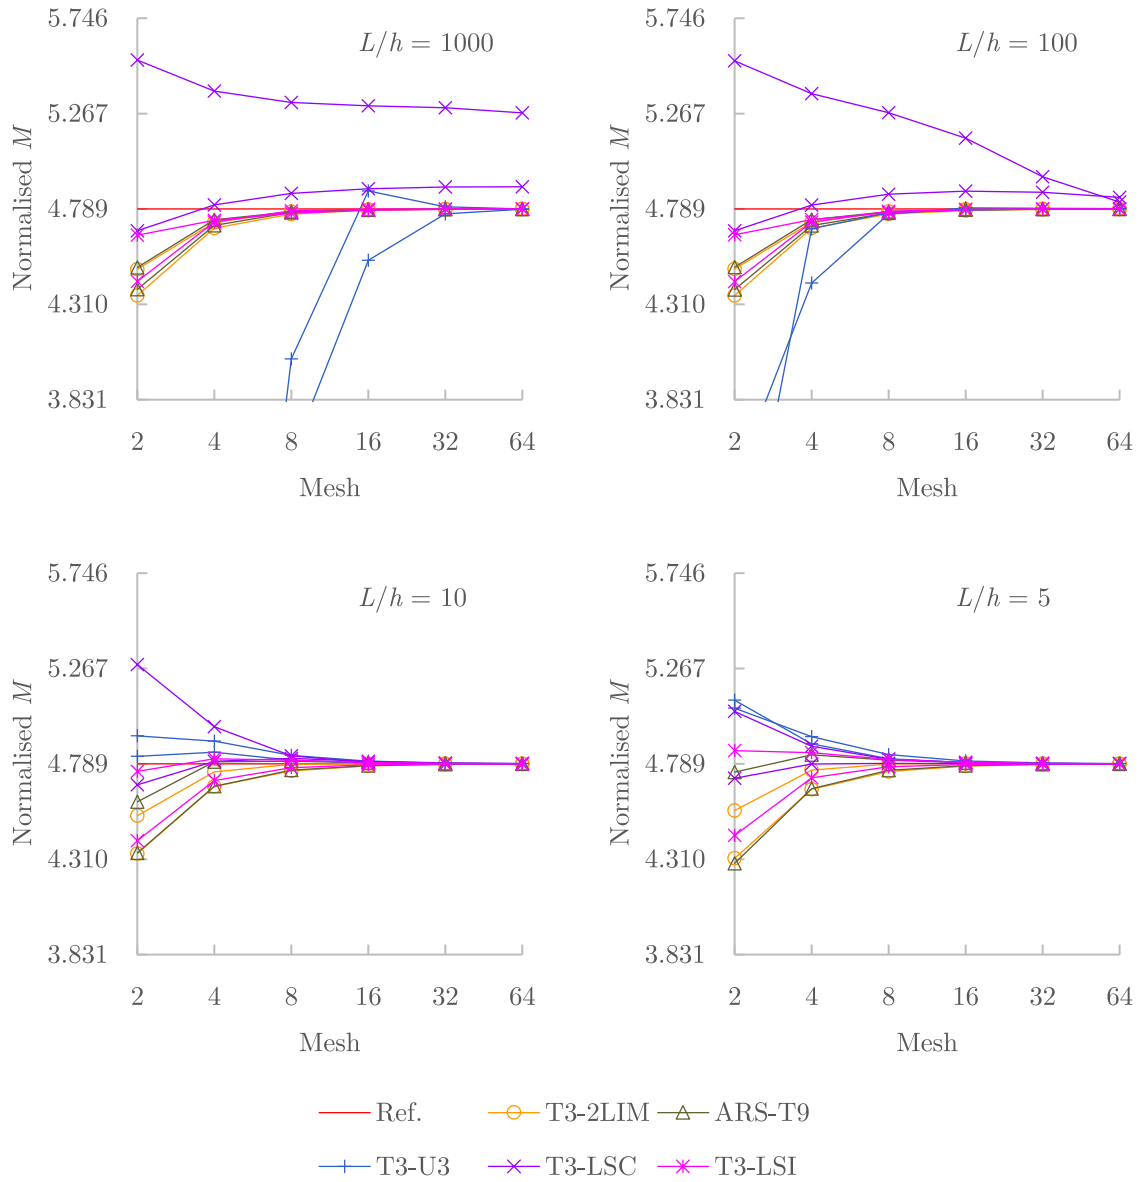 L/h = 1000
5.746
5.267
4.789
4.310
3.831
Normalised M
2 4 8 16 32 64
Mesh
L/h = 100
5.746
5.267
4.789
4.310
3.831
Normalised M
2 4 8 16 32 64
Mesh
L/h = 10
5.746
5.267
4.789
4.310
3.831
Normalised M
2 4 8 16 32 64
Mesh
L/h = 5
5.746
5.267
4.789
4.310
3.831
Normalised M
2 4 8 16 32 64
Mesh
Ref. T3-2LIM ARS-T9
T3-U3 T3-LSC T3-LSI